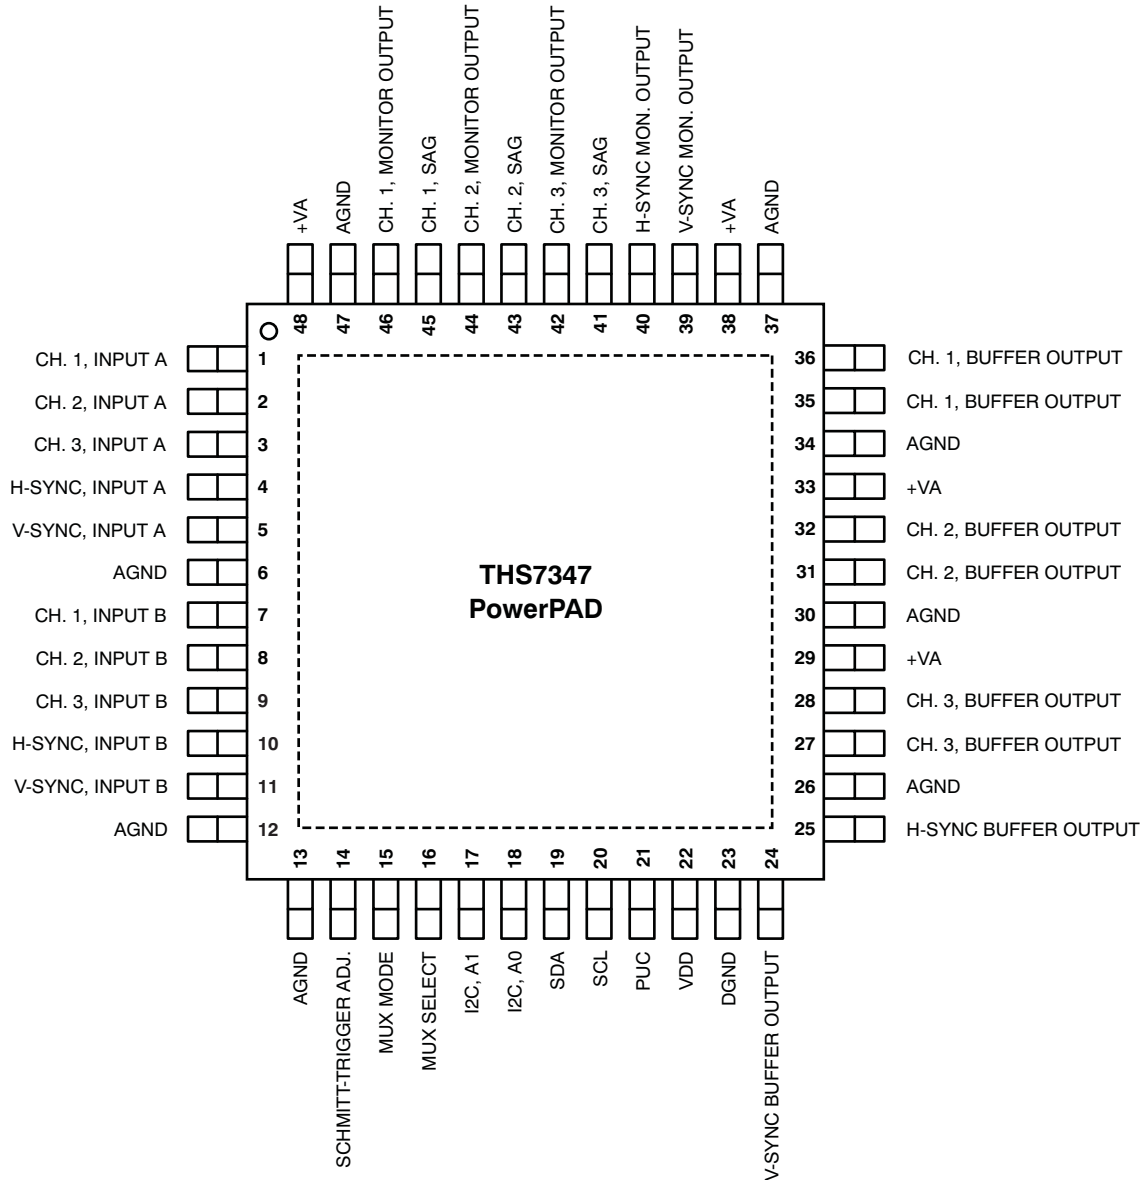 +VA
AGND
CH. 1, MONITOR OUTPUT
CH. 1, SAG
CH. 2, MONITOR OUTPUT
CH. 2, SAG
CH. 3, MONITOR OUTPUT
CH. 3, SAG
H-SYNC MON. OUTPUT
V-SYNC MON. OUTPUT
+VA
AGND
48
47
46
45
44
43
42
41
40
39
38
37
CH. 1, INPUT A 1
CH. 2, INPUT A 2
CH. 3, INPUT A 3
H-SYNC, INPUT A 4
V-SYNC, INPUT A 5
AGND 6
CH. 1, INPUT B 7
CH. 2, INPUT B 8
CH. 3, INPUT B 9
H-SYNC, INPUT B 10
V-SYNC, INPUT B 11
AGND 12
THS7347
PowerPAD
36 CH. 1, BUFFER OUTPUT
35 CH. 1, BUFFER OUTPUT
34 AGND
33 +VA
32 CH. 2, BUFFER OUTPUT
31 CH. 2, BUFFER OUTPUT
30 AGND
29 +VA
28 CH. 3, BUFFER OUTPUT
27 CH. 3, BUFFER OUTPUT
26 AGND
25 H-SYNC BUFFER OUTPUT
13
14
15
16
17
18
19
20
21
22
23
24
AGND
SCHMITT-TRIGGER ADJ.
MUX MODE
MUX SELECT
I2C, A1
I2C, A0
SDA
SCL
PUC
VDD
DGND
V-SYNC BUFFER OUTPUT